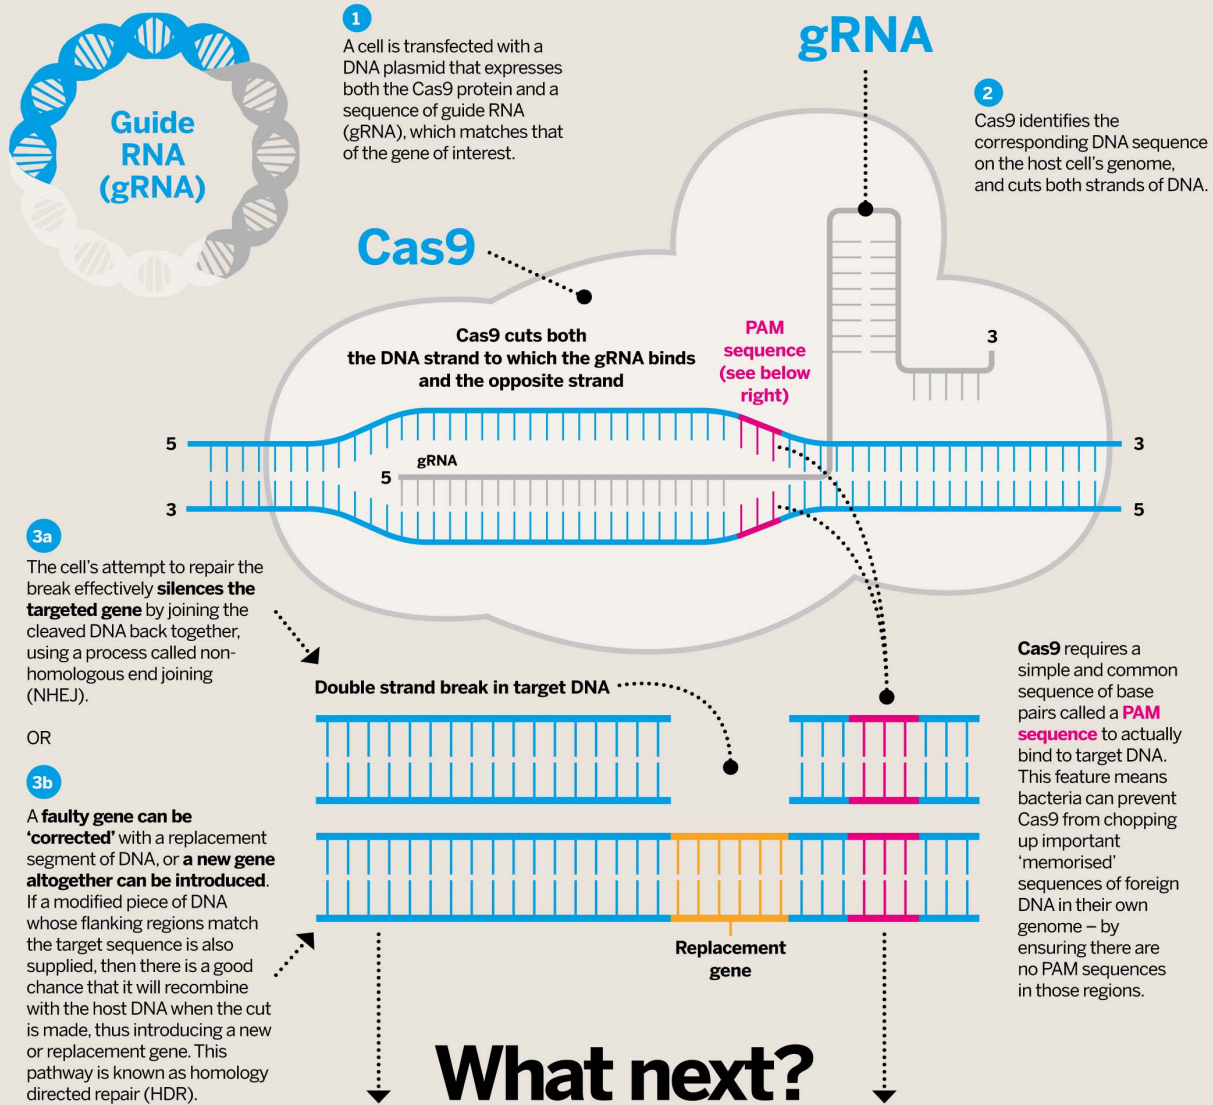 Guide
RNA
(gRNA)
1
A cell is transfected with a
DNA plasmid that expresses
both the Cas9 protein and a
sequence of guide RNA
(gRNA), which matches that
of the gene of interest.
gRNA
2
Cas9 identifies the
corresponding DNA sequence
on the host cell's genome,
and cuts both strands of DNA.
Cas9
Cas9 cuts both
the DNA strand to which the gRNA binds
and the opposite strand
PAM
sequence
(see below
right)
3
5
3
gRNA
5
3
5
3a
The cell's attempt to repair the
break effectively silences the
targeted gene by joining the
cleaved DNA back together,
using a process called non-
homologous end joining
(NHEJ).
OR
3b
A faulty gene can be
‘corrected’ with a replacement
segment of DNA, or a new gene
altogether can be introduced.
If a modified piece of DNA
whose flanking regions match
the target sequence is also
supplied, then there is a good
chance that it will recombine
with the host DNA when the cut
is made, thus introducing a new
or replacement gene. This
pathway is known as homology
directed repair (HDR).
Double strand break in target DNA
Replacement
gene
Cas9 requires a
simple and common
sequence of base
pairs called a PAM
sequence to actually
bind to target DNA.
This feature means
bacteria can prevent
Cas9 from chopping
up important
‘memorised’
sequences of foreign
DNA in their own
genome – by
ensuring there are
no PAM sequences
in those regions.
What next?